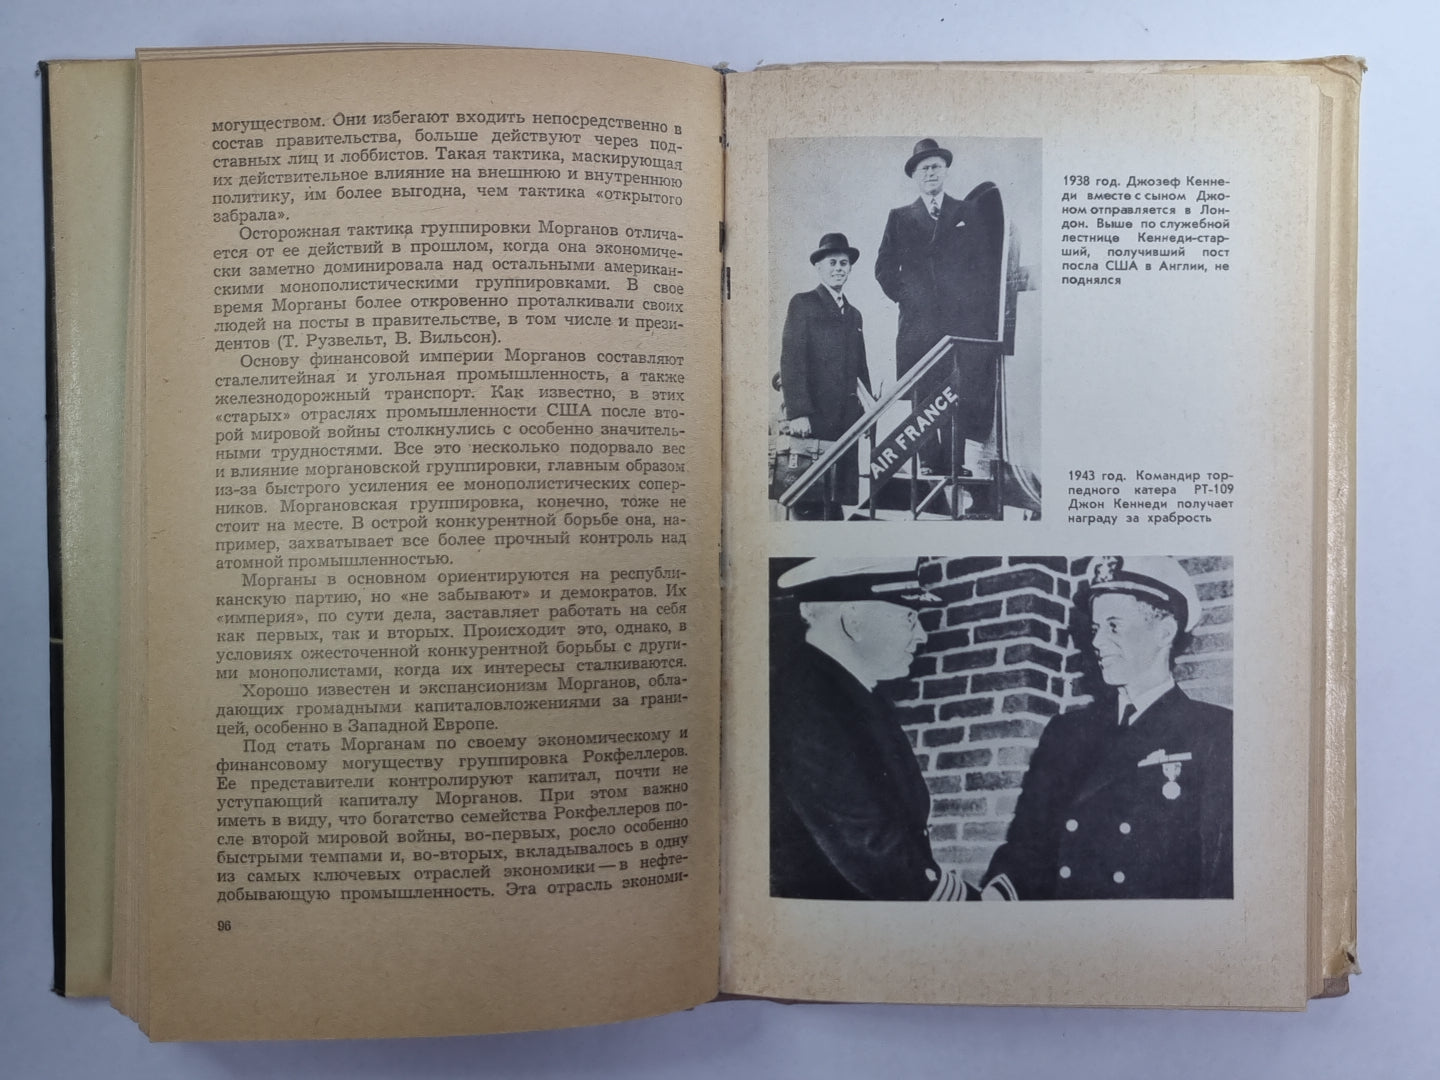 могуществом. Они избегают входить непосредственно в
состав правительства, больше действуют через под-
ставных лиц и лоббистов. Такая тактика, маскирующая
их действительное влияние на внешнюю и внутреннюю
политику, им более выгодна, чем тактика «открытого
забрала».
Осторожная тактика группировки Морганов отлича-
ется от ее действий в прошлом, когда она экономиче-
ски заметно доминировала над остальными американ-
скими монополистическими группировками. В свое
время Морганы более откровенно проталкивали своих
людей на посты в правительстве, в том числе и прези-
дентов (Т. Рузвельт, В. Вильсон).
Основу финансовой империи Морганов составляют
сталелитейная и угольная промышленность, а также
железнодорожный транспорт. Как известно, в этих
«старых» отраслях промышленности США после вто-
рой мировой войны столкнулись с особенно значитель-
ными трудностями. Все это несколько подорвало вес
и влияние моргановской группировки, главным образом
из-за быстрого усиления ее монополистических сопер-
ников. Моргановская группировка, конечно, тоже не
стоит на месте. В острой конкурентной борьбе она, на-
пример, захватывает все более прочный контроль над
атомной промышленностью.
Морганы в основном ориентируются на республи-
канскую партию, но «не забывают» и демократов. Их
«империя», по сути дела, заставляет работать на себя
как первых, так и вторых. Происходит это, однако, в
условиях ожесточенной конкурентной борьбы с други-
ми монополистами, когда их интересы сталкиваются.
Хорошо известен и экспансионизм Морганов, обла-
дающих громадными капиталовложениями за грани-
цей, особенно в Западной Европе.
Под стать Морганам по своему экономическому и
финансовому могуществу группировка Рокфеллеров.
Ее представители контролируют капитал, почти не
уступающий капиталу Морганов. При этом важно
иметь в виду, что богатство семейства Рокфеллеров по-
сле второй мировой войны, во-первых, росло особенно
быстрыми темпами и, во-вторых, вкладывалось в одну
из самых ключевых отраслей экономики — в нефте-
добывающую промышленность. Эта отрасль экономи-
96
1938 год. Джозеф Кенне-
ди вместе с сыном Джо-
ном отправляется в Лон-
дон. Выше по служебной
лестнице Кеннеди-стар-
ший, получивший пост
посла США в Англии, не
поднялся
AIR FRANCE
1943 год. Командир тор-
педного катера РТ-109
Джон Кеннеди получает
награду за храбрость